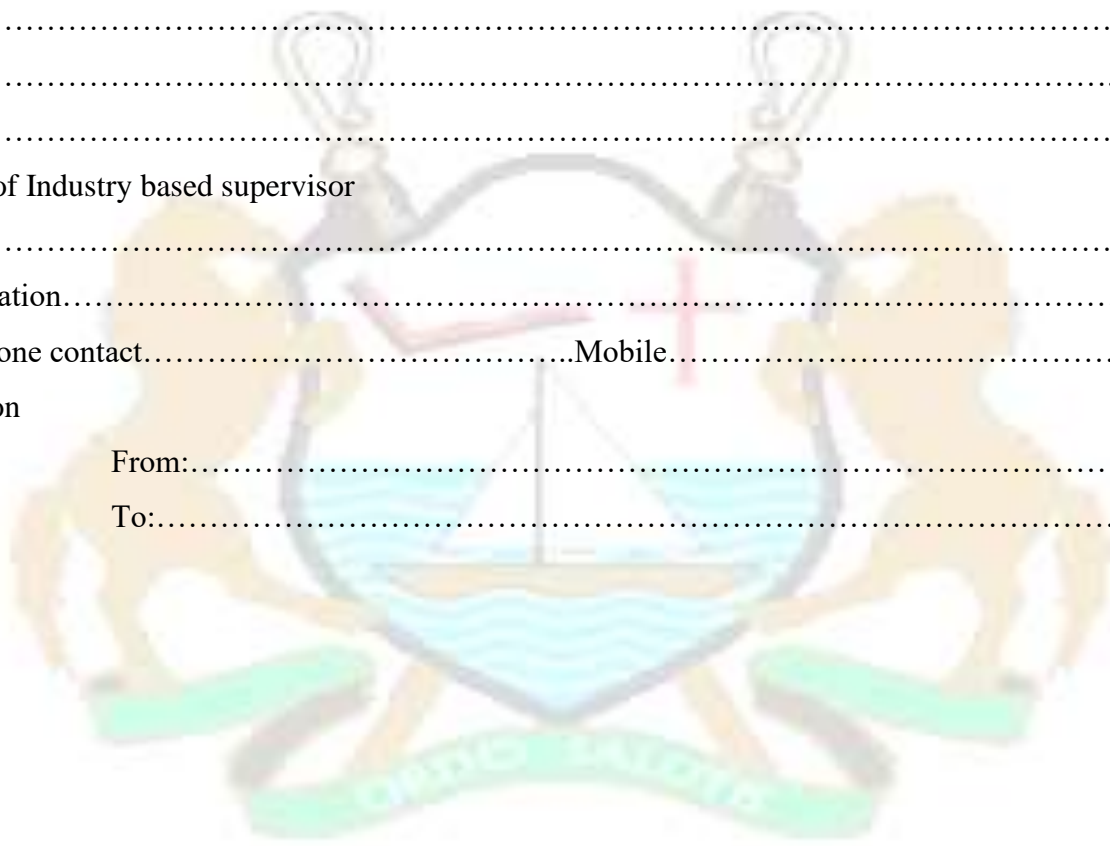 ……………………………………………………………………………
……………………………………..……………………………………
……………………………………………………………………………
of Industry based supervisor
……………………………………………………………………………
ation………………………………………………………………………
one contact……………………………………..Mobile……………………………
on
From:……………………………………………………………………
To:………………………………………………………………………